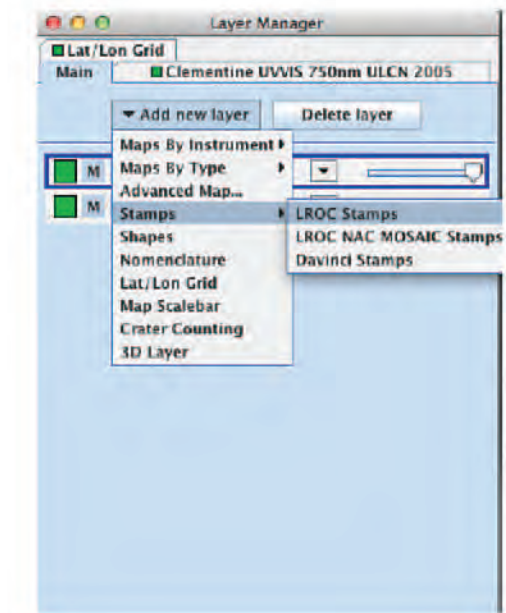 Layer Manager
Lat/Lon Grid
Main
Clementine UVVIS 750nm ULCN 2005
Add new layer
Delete layer
Maps By Instrument
M
Maps By Type
Advanced Map...
M
Stamps
LROC Stamps
Shapes
LROC NAC MOSAIC Stamps
Nomenclature
Davinci Stamps
Lat/Lon Grid
Map Scalebar
Crater Counting
3D Layer